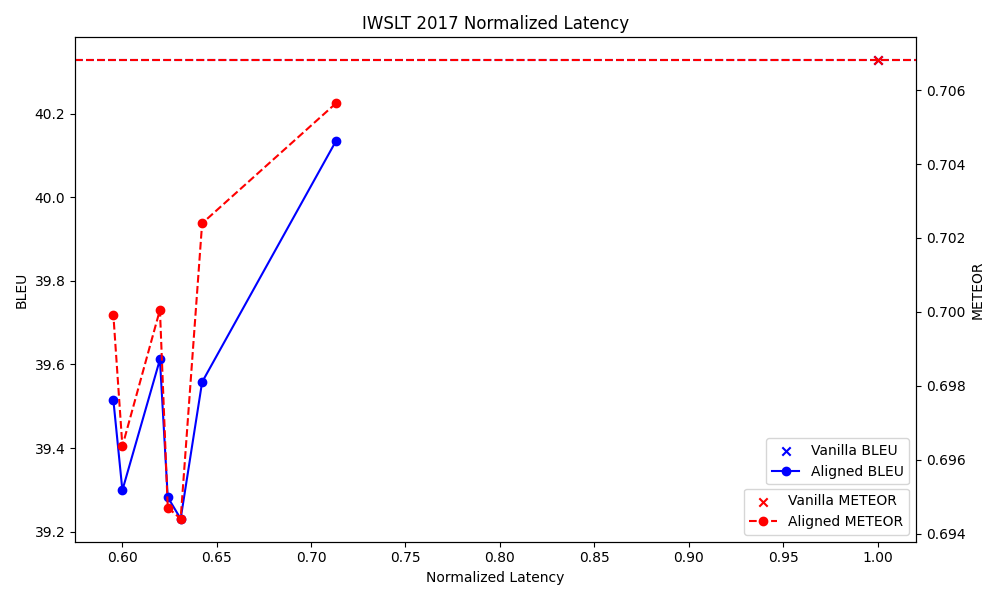 IWSLT 2017 Normalized Latency
BLEU
40.2
40.0
39.8
39.6
39.4
39.2
0.60
0.65
0.70
0.75
0.80
0.85
0.90
0.95
1.00
Normalized Latency
0.706
0.704
0.702
0.700
0.698
0.696
0.694
METEOR
Vanilla BLEU
Aligned BLEU
Vanilla METEOR
Aligned METEOR